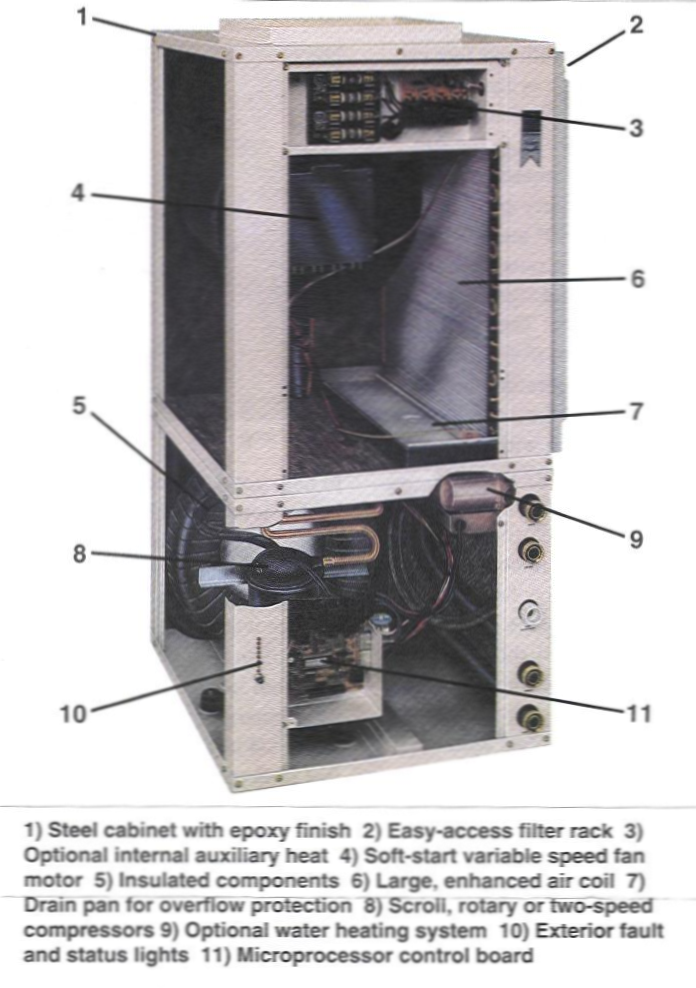 1
2
3
4
6
5
7
8
9
10
11
1) Steel cabinet with epoxy finish 2) Easy-access filter rack 3)
Optional internal auxiliary heat 4) Soft-start variable speed fan
motor 5) Insulated components 6) Large, enhanced air coil 7)
Drain pan for overflow protection 8) Scroll, rotary or two-speed
compressors 9) Optional water heating system 10) Exterior fault
and status lights 11) Microprocessor control board